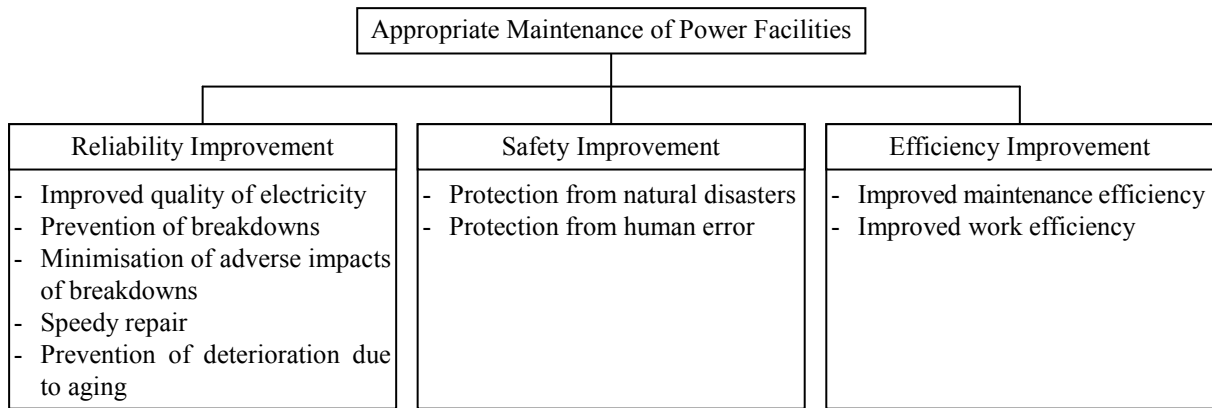 Appropriate Maintenance of Power Facilities
Reliability Improvement
- Improved quality of electricity
- Prevention of breakdowns
- Minimisation of adverse impacts
of breakdowns
- Speedy repair
- Prevention of deterioration due
to aging
Safety Improvement
- Protection from natural disasters
- Protection from human error
Efficiency Improvement
- Improved maintenance efficiency
- Improved work efficiency